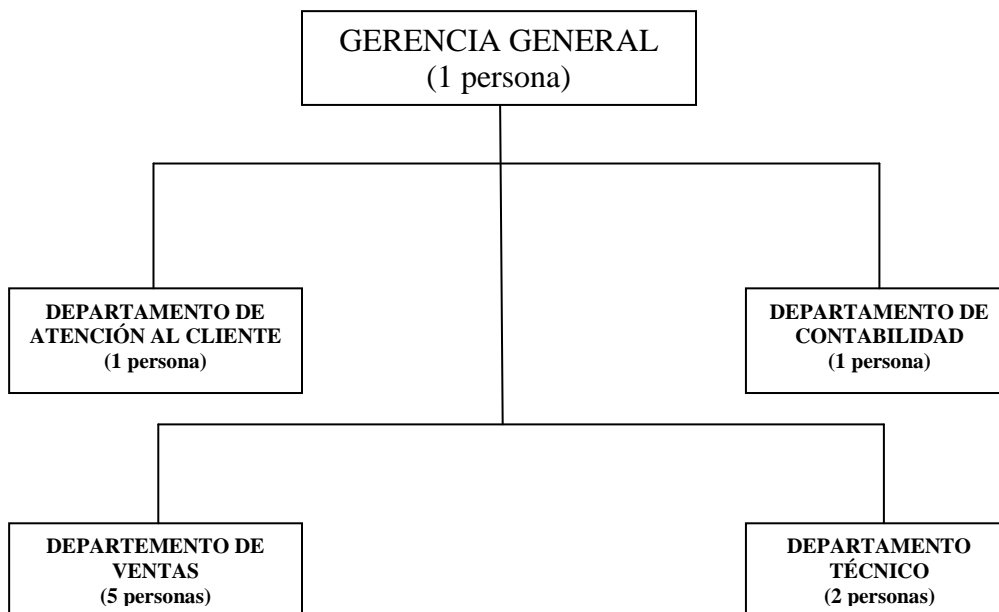 GERENCIA GENERAL
(1 persona)
DEPARTAMENTO DE
ATENCIÓN AL CLIENTE
(1 persona)
DEPARTAMENTO DE
CONTABILIDAD
(1 persona)
DEPARTEMENTO DE
VENTAS
(5 personas)
DEPARTAMENTO
TÉCNICO
(2 personas)